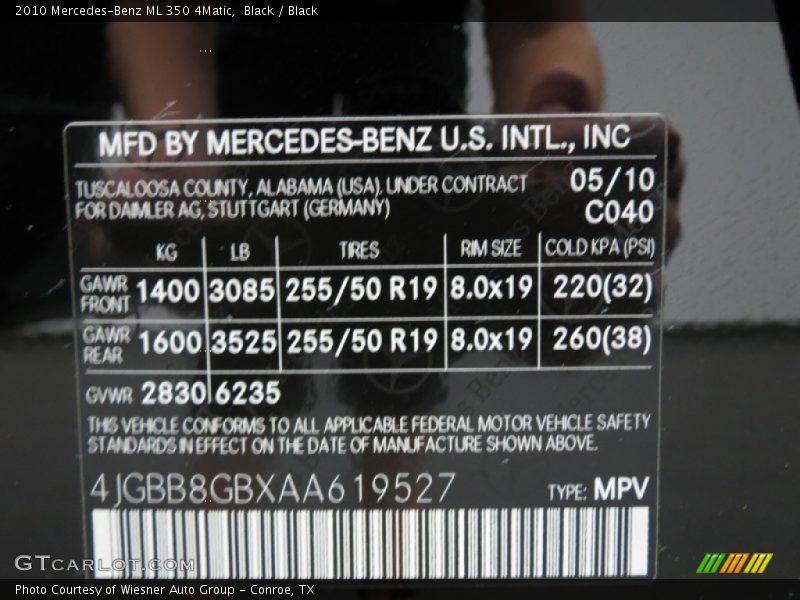 2010 Mercedes-Benz ML 350 4Matic, Black / Black
MFD BY MERCEDES-BENZ U.S. INTL., INC
TUSCALOOSA COUNTY, ALABAMA (USA), UNDER CONTRACT 05/10
FOR DAIMLER AG, STUTTGART (GERMANY) C040
KG LB TIRES RIM SIZE COLD KPA (PSI)
GAWR FRONT 1400 3085 255/50 R19 8.0x19 220(32)
GAWR REAR 1600 3525 255/50 R19 8.0x19 260(38)
GVWR 2830 6235
THIS VEHICLE CONFORMS TO ALL APPLICABLE FEDERAL MOTOR VEHICLE SAFETY
STANDARDS IN EFFECT ON THE DATE OF MANUFACTURE SHOWN ABOVE.
4JGBB8GBXAA619527 TYPE: MPV
GTCARLOT.COM
Photo Courtesy of Wiesner Auto Group - Conroe, TX